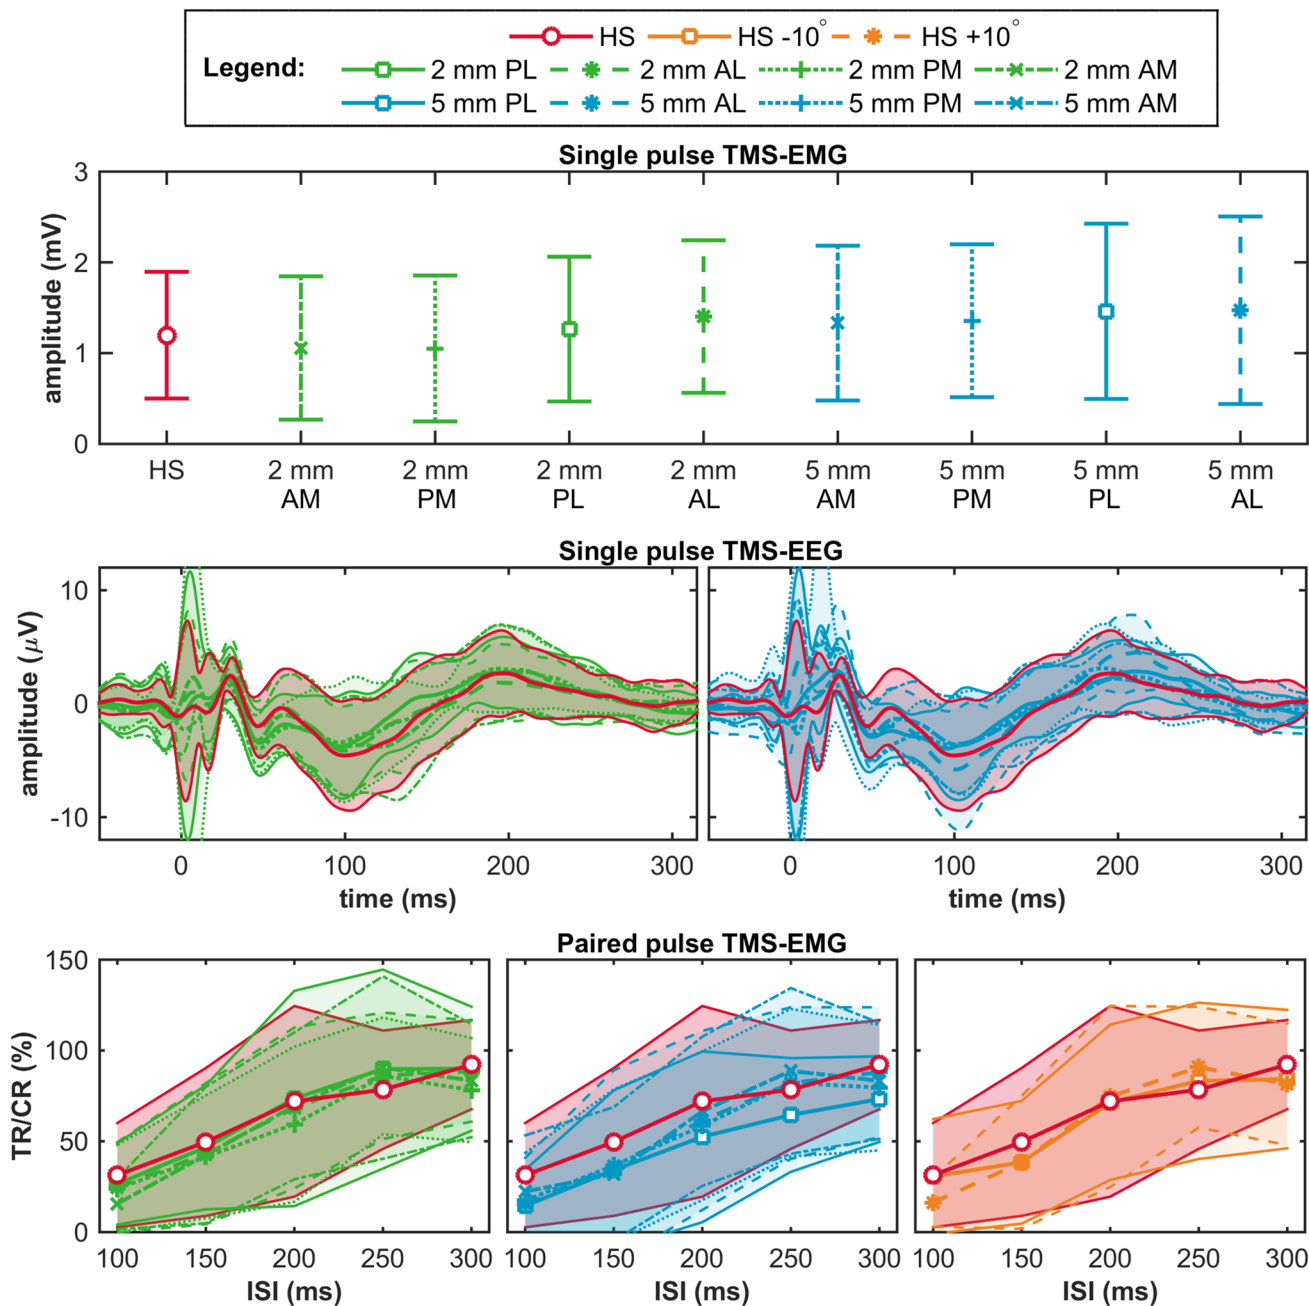 HS HS -10° HS +10°
Legend: 2 mm PL 2 mm AL 2 mm PM 2 mm AM
5 mm PL 5 mm AL 5 mm PM 5 mm AM
Single pulse TMS-EMG
3
2
1
0
amplitude (mV)
HS 2 mm 2 mm 2 mm 2 mm 5 mm 5 mm 5 mm 5 mm
AM PM PL AL AM PM PL AL
Single pulse TMS-EEG
10
0
-10
amplitude (μV)
0 100 200 300 0 100 200 300
time (ms) time (ms)
Paired pulse TMS-EMG
150
100
50
0
TR/CR (%)
100 150 200 250 300 100 150 200 250 300 100 150 200 250 300
ISI (ms) ISI (ms) ISI (ms)